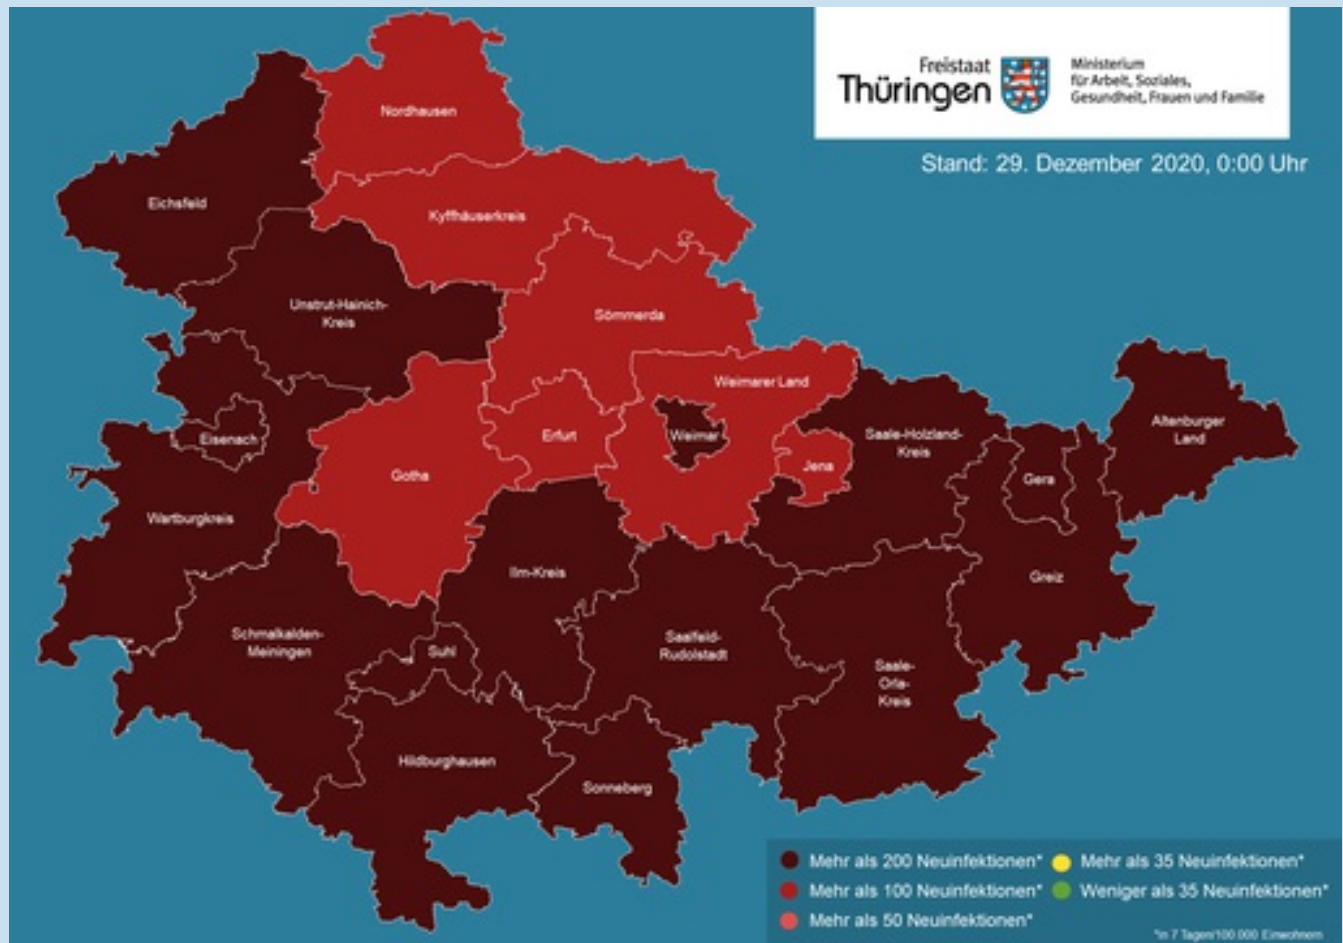 Freistaat
Thüringen
Ministerium
für Arbeit, Soziales,
Gesundheit, Frauen und Familie
Stand: 29. Dezember 2020, 0:00 Uhr
Nordhausen
Eichsfeld
Kyffhäuserkreis
Unstrut-Hainich-
Kreis
Sömmerda
Weimarer Land
Eisenach
Erfurt
Weimar
Saale-Holzland-
Kreis
Altenburger
Land
Gotha
Jena
Gera
Wartburgkreis
Ilm-Kreis
Greiz
Schmalkalden-
Meiningen
Suhl
Saalfeld-
Rudolstadt
Saale-
Orla-
Kreis
Hildburghausen
Sonneberg
Mehr als 200 Neuinfektionen*
Mehr als 35 Neuinfektionen*
Mehr als 100 Neuinfektionen*
Weniger als 35 Neuinfektionen*
Mehr als 50 Neuinfektionen*
*in 7 Tagen/100.000 Einwohnern